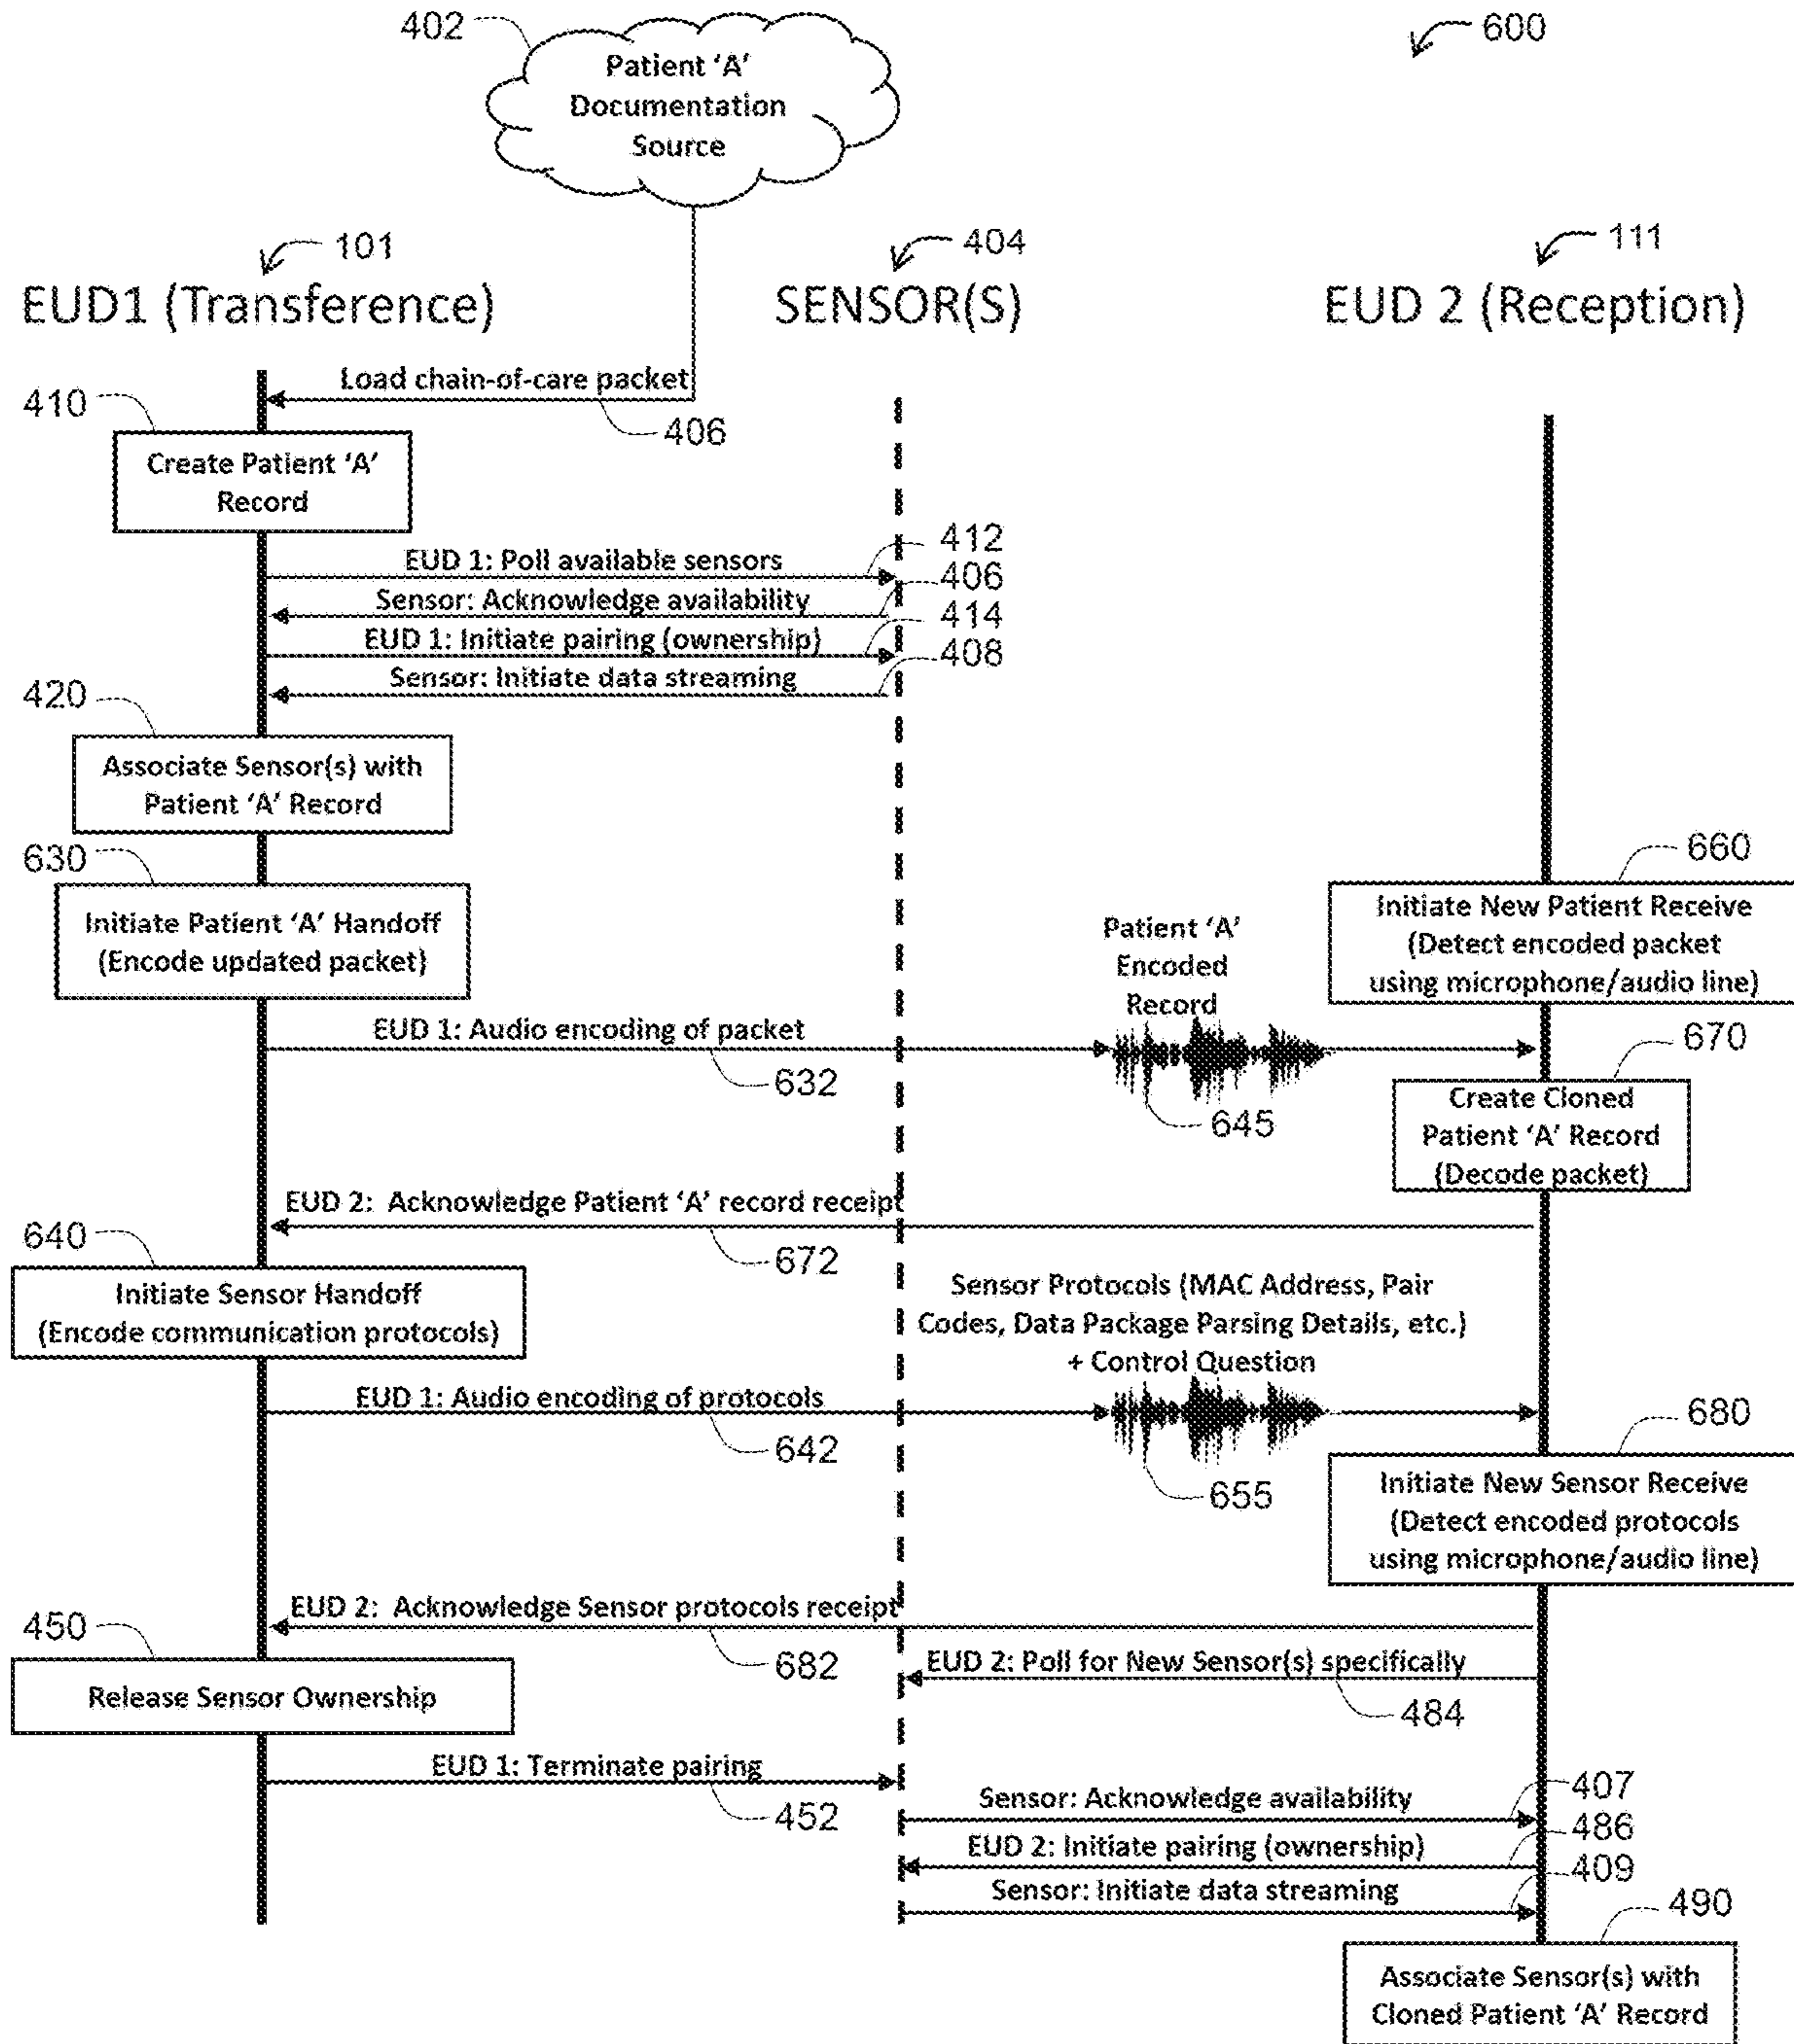 402
Patient ‘A’
Documentation
Source
600
101
404
111
EUD1 (Transference)
SENSOR(S)
EUD 2 (Reception)
Load chain-of-care packet
406
410
Create Patient ‘A’
Record
EUD 1: Poll available sensors
412
Sensor: Acknowledge availability
406
EUD 1: Initiate pairing (ownership)
414
Sensor: Initiate data streaming
408
420
Associate Sensor(s) with
Patient ‘A’ Record
630
Initiate Patient ‘A’ Handoff
(Encode updated packet)
660
Initiate New Patient Receive
(Detect encoded packet
using microphone/audio line)
Patient ‘A’
Encoded
Record
EUD 1: Audio encoding of packet
632
645
670
Create Cloned
Patient ‘A’ Record
(Decode packet)
EUD 2:  Acknowledge Patient ‘A’ record receipt
672
640
Initiate Sensor Handoff
(Encode communication protocols)
Sensor Protocols (MAC Address, Pair
Codes, Data Package Parsing Details, etc.)
+ Control Question
EUD 1: Audio encoding of protocols
642
655
680
Initiate New Sensor Receive
(Detect encoded protocols
using microphone/audio line)
EUD 2:  Acknowledge Sensor protocols receipt
682
450
Release Sensor Ownership
EUD 2: Poll for New Sensor(s) specifically
484
EUD 1: Terminate pairing
452
Sensor: Acknowledge availability
407
EUD 2: Initiate pairing (ownership)
486
Sensor: Initiate data streaming
409
490
Associate Sensor(s) with
Cloned Patient ‘A’ Record